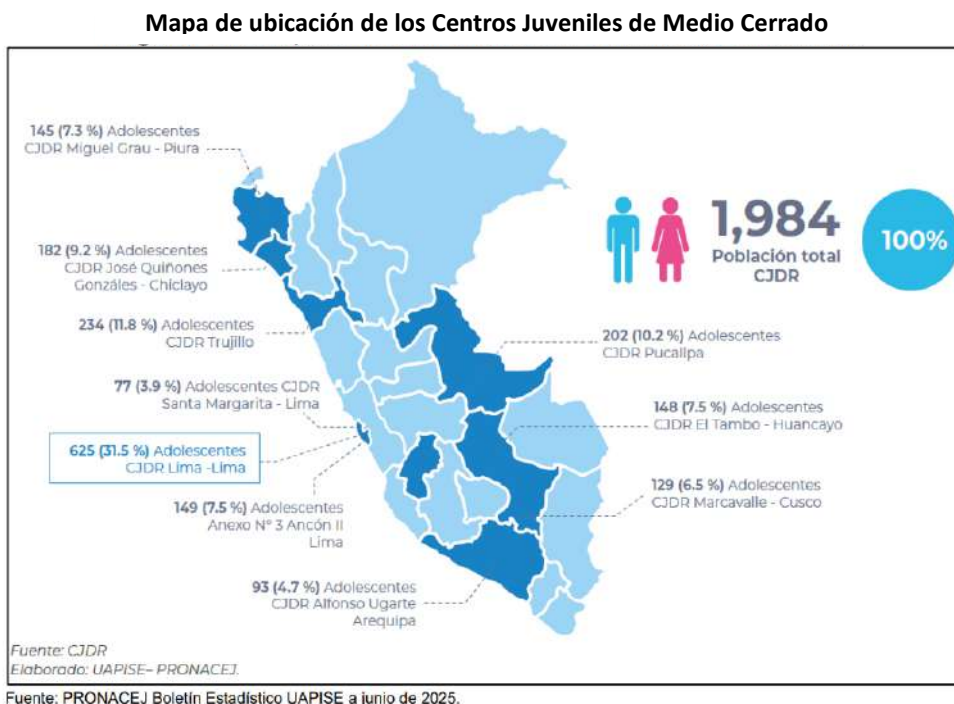 Mapa de ubicación de los Centros Juveniles de Medio Cerrado
145 (7.3 %) Adolescentes
CJDR Miguel Grau - Piura
182 (9.2 %) Adolescentes
CJDR José Quiñones
Gonzáles - Chiclayo
234 (11.8 %) Adolescentes
CJDR Trujillo
77 (3.9 %) Adolescentes CJDR
Santa Margarita - Lima
625 (31.5 %) Adolescentes
CJDR Lima -Lima
149 (7.5 %) Adolescentes
Anexo N° 3 Ancón II
Lima
93 (4.7 %) Adolescentes
CJDR Alfonso Ugarte
Arequipa
1,984
Población total
CJDR
100%
202 (10.2 %) Adolescentes
CJDR Pucallpa
148 (7.5 %) Adolescentes
CJDR El Tambo - Huancayo
129 (6.5 %) Adolescentes
CJDR Marcavalle - Cusco
Fuente: CJDR
Elaborado: UAPISE– PRONACEJ.
Fuente: PRONACEJ Boletín Estadístico UAPISE a junio de 2025.